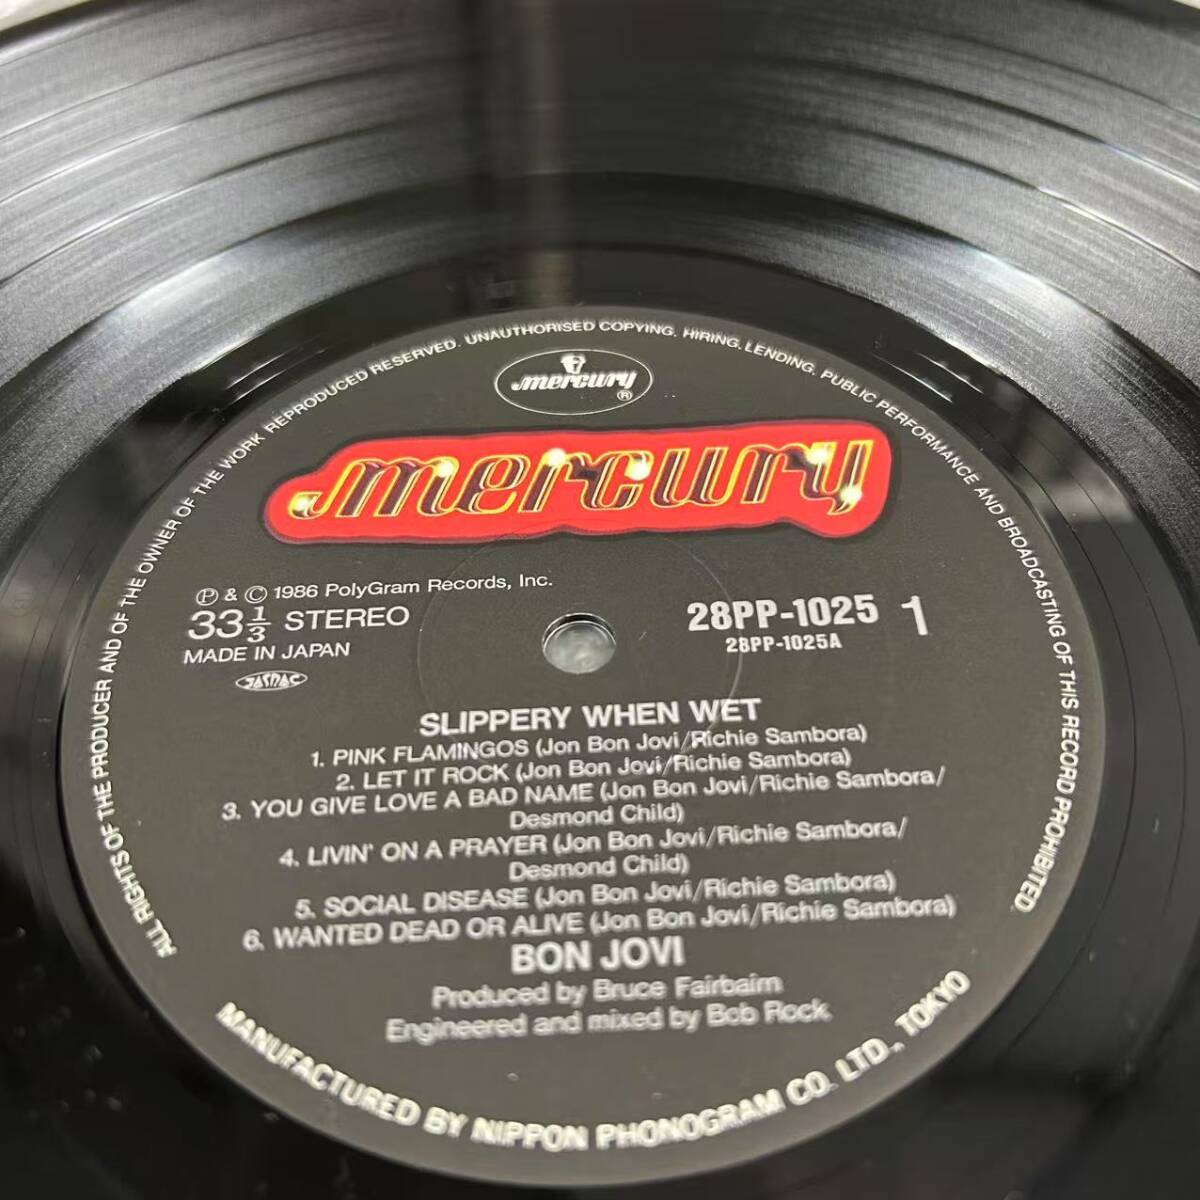 ALL RIGHTS OF THE PRODUCER AND OF THE OWNER OF THE WORK REPRODUCED RESERVED. UNAUTHORISED COPYING. HIRING. LENDING. PUBLIC PERFORMANCE AND BROADCASTING OF THIS RECORD PROHIBITED
mercury ®
mercury
Ⓟ & © 1986 PolyGram Records, Inc.
33 1/3 STEREO
MADE IN JAPAN
JASRAC
28PP-1025 1
28PP-1025A
SLIPPERY WHEN WET
1. PINK FLAMINGOS (Jon Bon Jovi/Richie Sambora)
2. LET IT ROCK (Jon Bon Jovi/Richie Sambora)
3. YOU GIVE LOVE A BAD NAME (Jon Bon Jovi/Richie Sambora/
Desmond Child)
4. LIVIN' ON A PRAYER (Jon Bon Jovi/Richie Sambora/
Desmond Child)
5. SOCIAL DISEASE (Jon Bon Jovi/Richie Sambora)
6. WANTED DEAD OR ALIVE (Jon Bon Jovi/Richie Sambora)
BON JOVI
Produced by Bruce Fairbairn
Engineered and mixed by Bob Rock
MANUFACTURED BY NIPPON PHONOGRAM CO. LTD., TOKYO